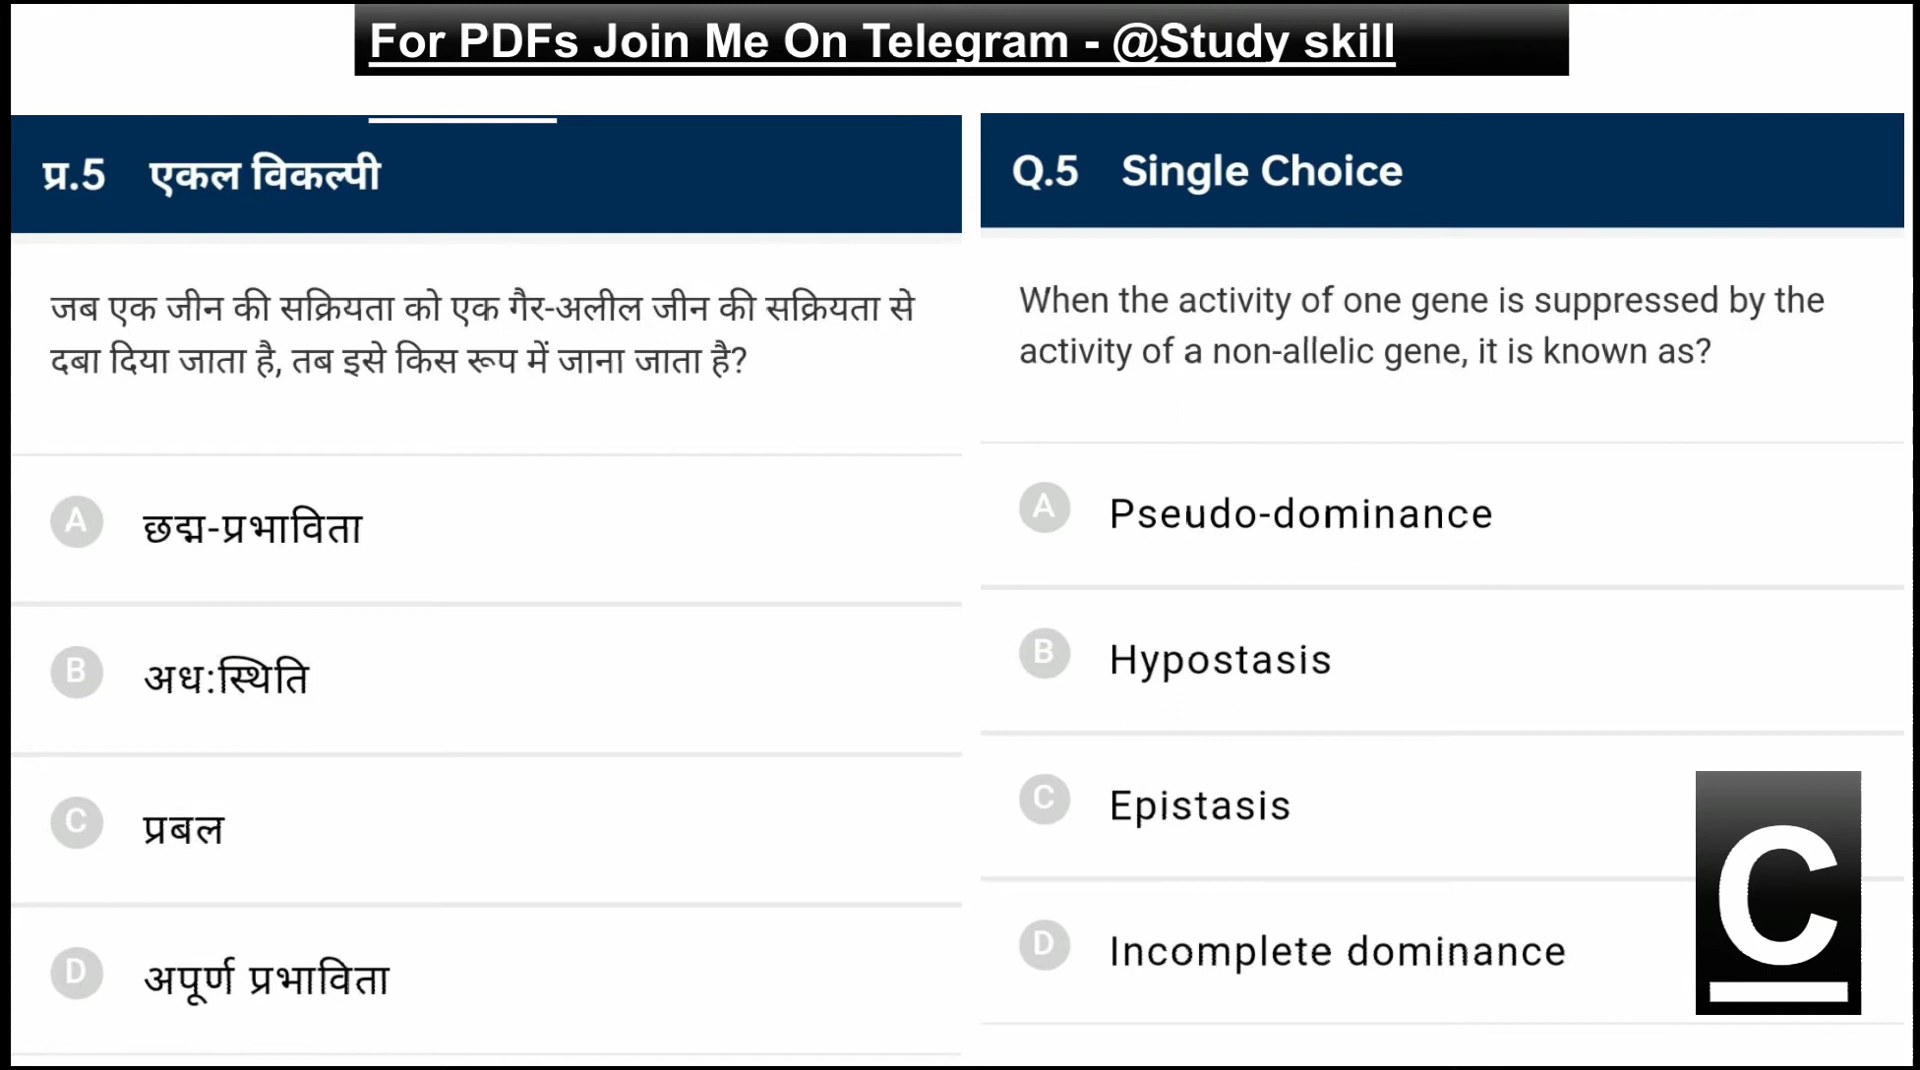 For PDFs Join Me On Telegram - @Study skill
प्र.5 एकल विकल्पी
जब एक जीन की सक्रियता को एक गैर-अलील जीन की सक्रियता से
दबा दिया जाता है, तब इसे किस रूप में जाना जाता है?
A छद्म-प्रभाविता
B अध:स्थिति
C प्रबल
D अपूर्ण प्रभाविता
Q.5 Single Choice
When the activity of one gene is suppressed by the
activity of a non-allelic gene, it is known as?
A Pseudo-dominance
B Hypostasis
C Epistasis
D Incomplete dominance
C